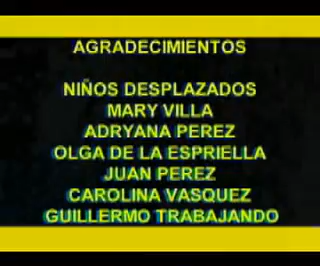 AGRADECIMIENTOS
NIÑOS DESPLAZADOS
MARY VILLA
ADRYANA PEREZ
OLGA DE LA ESPRIELLA
JUAN PEREZ
CAROLINA VASQUEZ
GUILLERMO TRABAJANDO